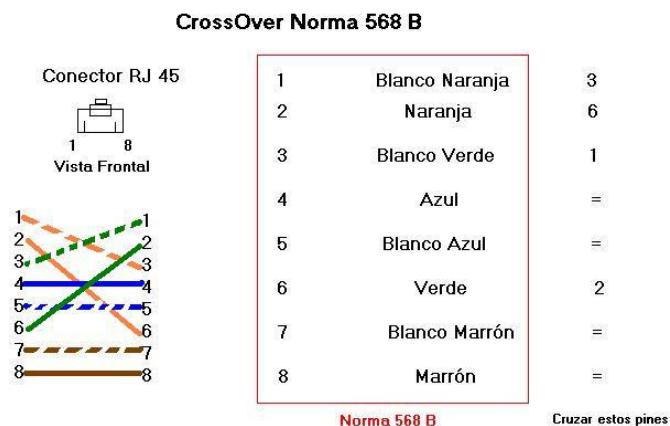 CrossOver Norma 568 B
Conector RJ 45
1 8
Vista Frontal
1 1
2 2
3 3
4 4
5 5
6 6
7 7
8 8
1 Blanco Naranja 3
2 Naranja 6
3 Blanco Verde 1
4 Azul =
5 Blanco Azul =
6 Verde 2
7 Blanco Marrón =
8 Marrón =
Norma 568 B
Cruzar estos pines